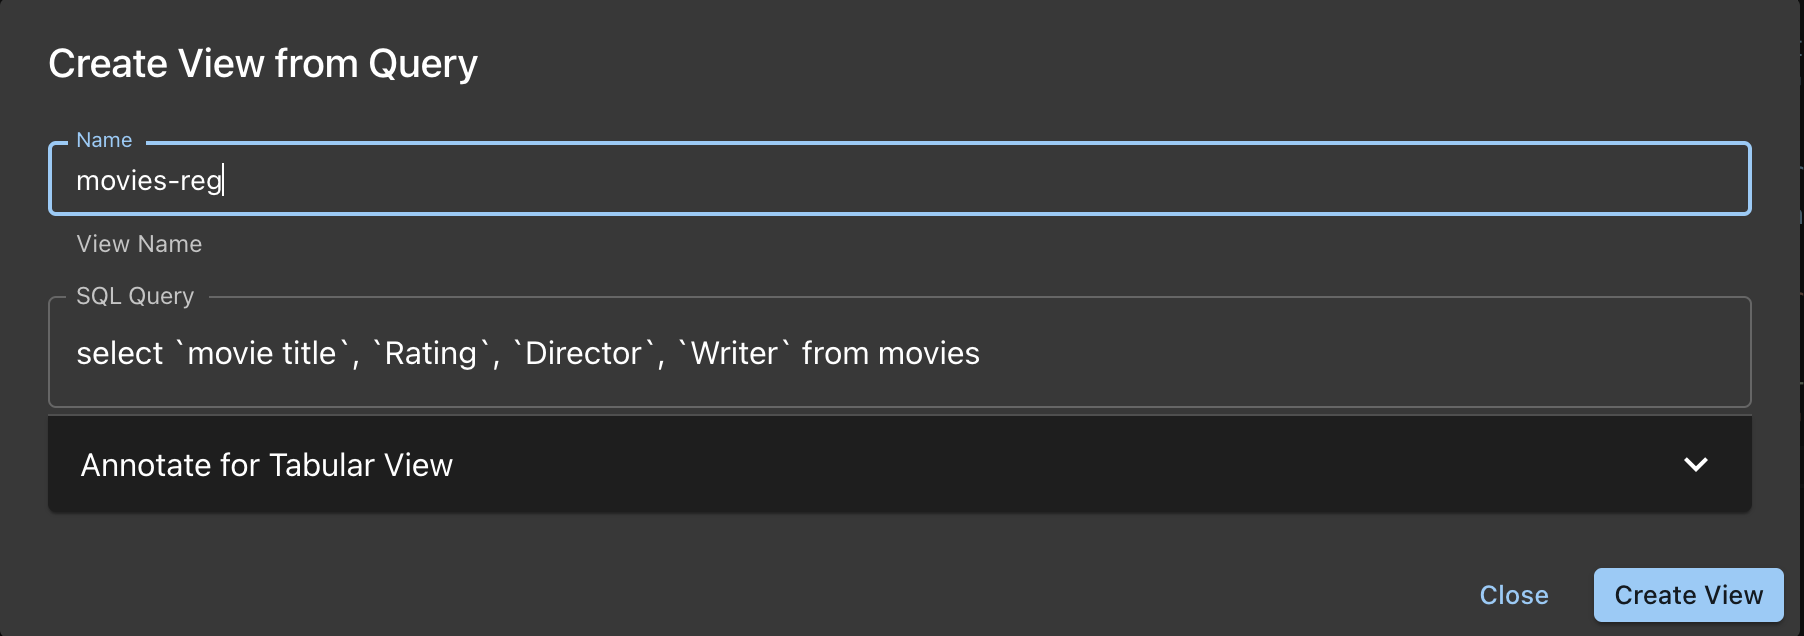 Create View from Query
Name
movies-reg
View Name
SQL Query
select `movie title`, `Rating`, `Director`, `Writer` from movies
Annotate for Tabular View
Close
Create View